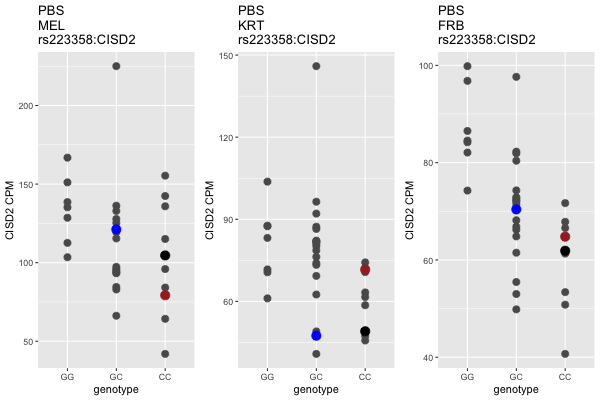 PBS
MEL
rs223358:CISD2
CISD2 CPM
200
150
100
50
GG GC CC
genotype
PBS
KRT
rs223358:CISD2
CISD2 CPM
150
120
90
60
GG GC CC
genotype
PBS
FRB
rs223358:CISD2
CISD2 CPM
100
80
60
40
GG GC CC
genotype